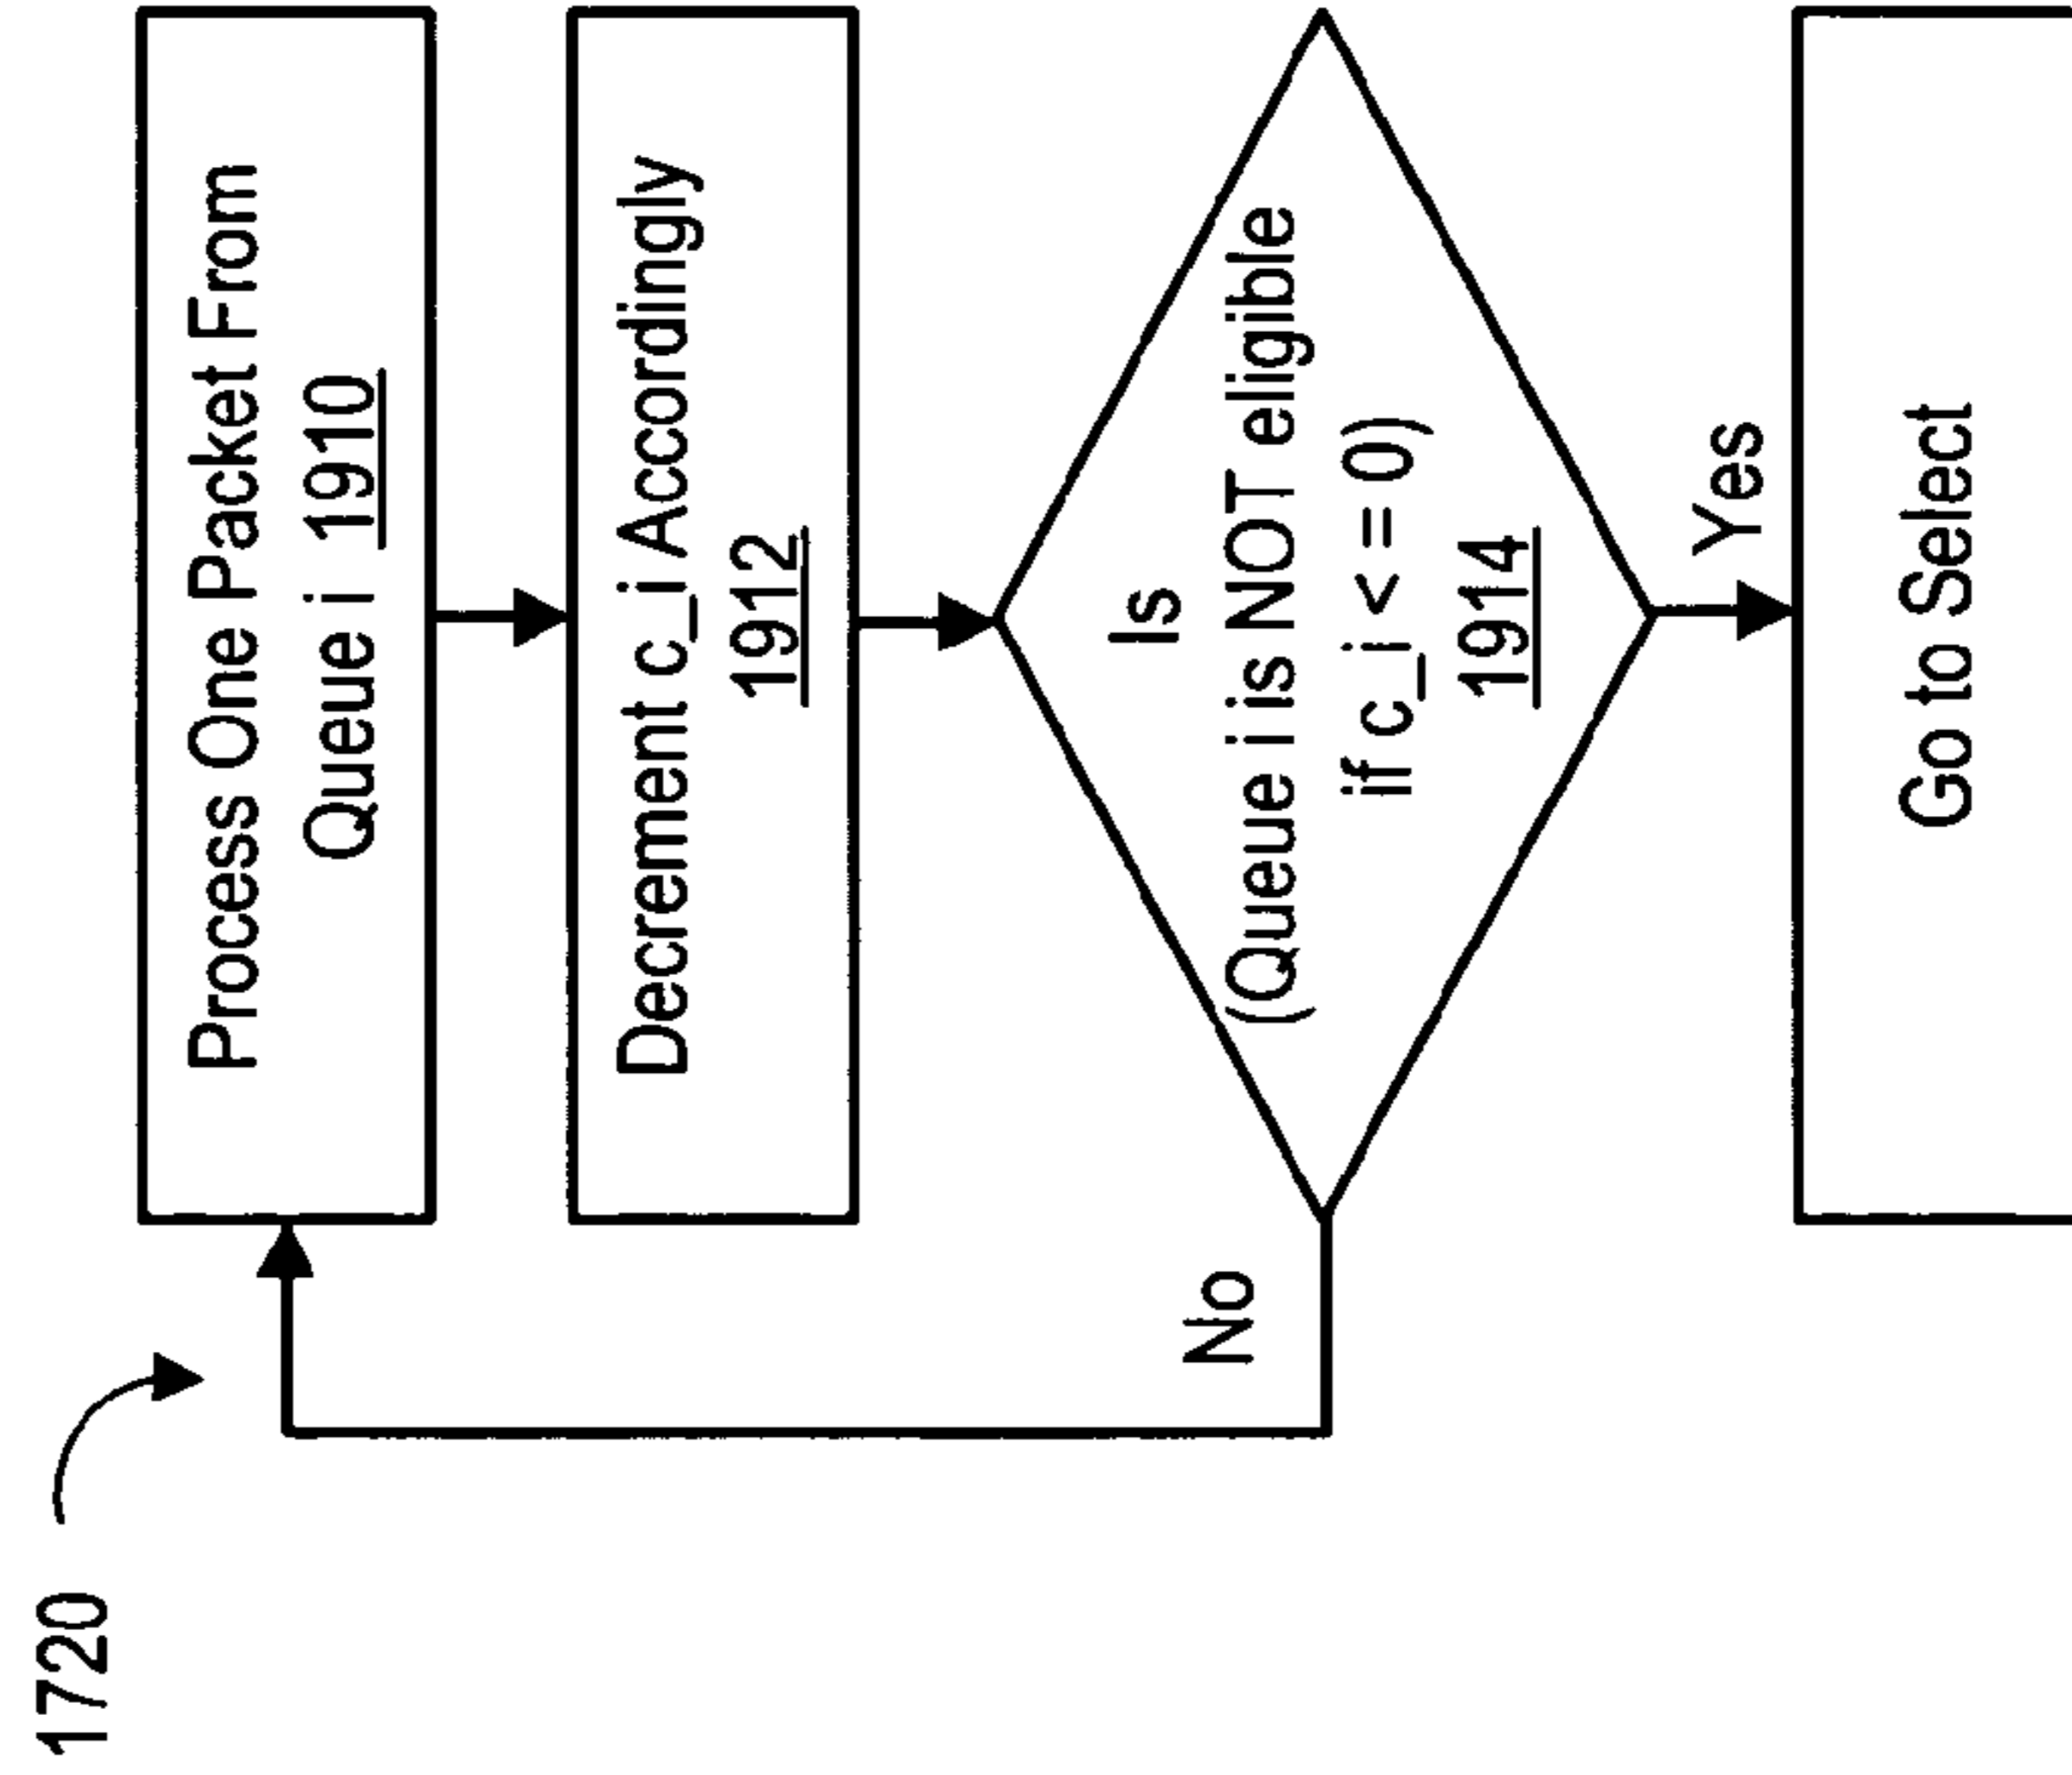 1720
Process One Packet From
Queue i 1910
Decrement c_i Accordingly
1912
Is
(Queue i is NOT eligible
if c_i < = 0)
1914
No
Yes
Go to Select